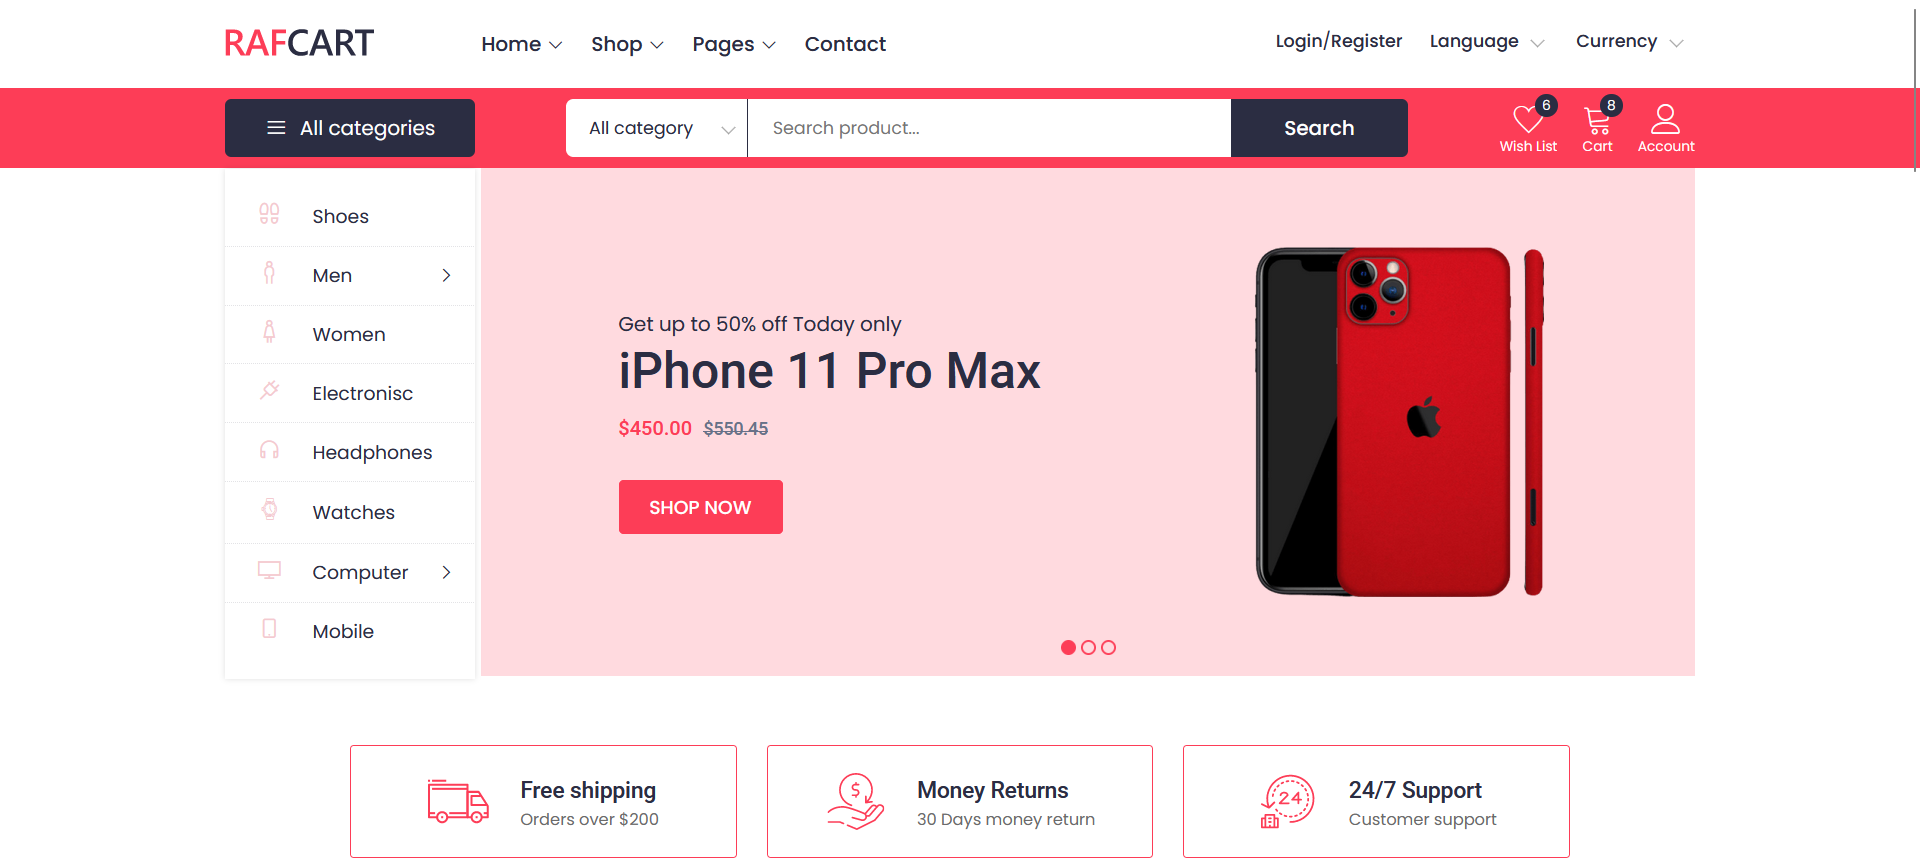 RAFCART
Home
Shop
Pages
Contact
Login/Register
Language
Currency
All categories
All category
Search product...
Search
6
Wish List
8
Cart
Account
Shoes
Men
Women
Electronisc
Headphones
Watches
Computer
Mobile
Get up to 50% off Today only
iPhone 11 Pro Max
$450.00 $550.45
SHOP NOW
Free shipping
Orders over $200
$
Money Returns
30 Days money return
24
24/7 Support
Customer support